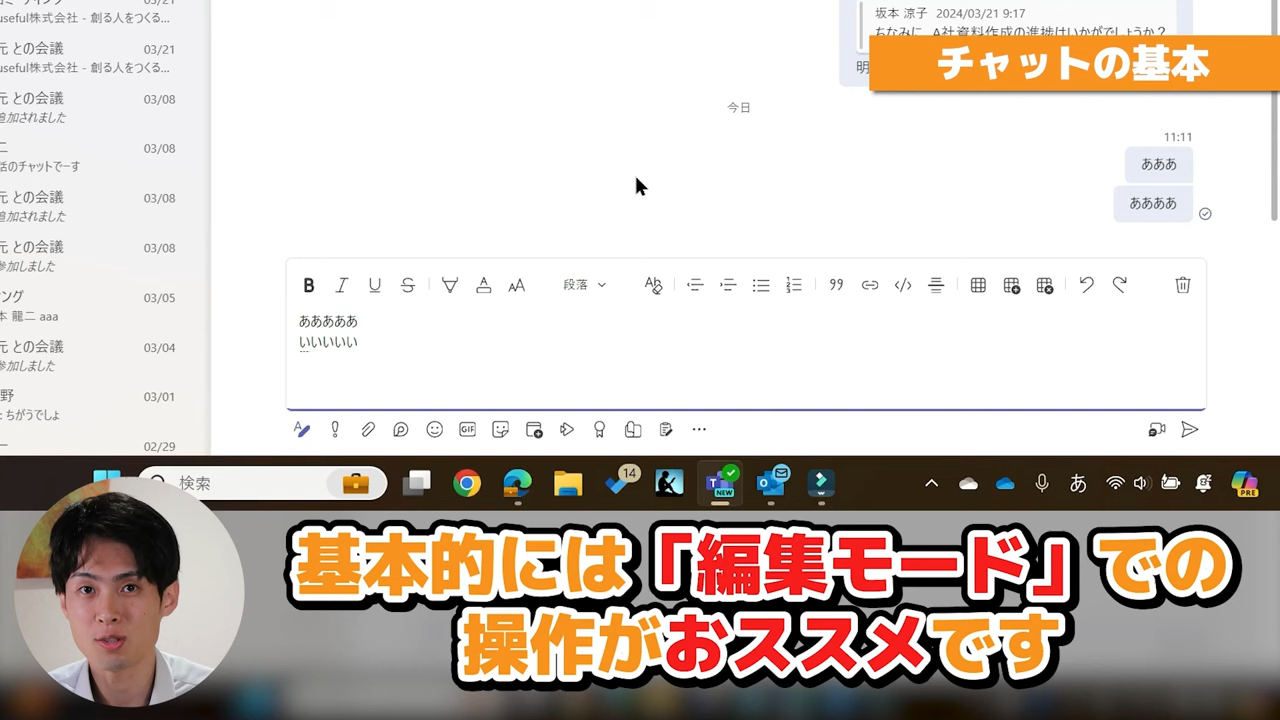 useful株式会社 - 創る人をつくる...
元 との会議 03/21
useful株式会社 - 創る人をつくる...
元 との会議 03/08
追加されました
二 03/08
話のチャットでーす
元 との会議 03/08
追加されました
元 との会議 03/08
参加しました
ング 03/05
本 龍二 aaa
元 との会議 03/04
参加しました
野 03/01
: ちがうでしょ
02/29
坂本 涼子 2024/03/21 9:17
ちなみに、A社資料作成の進捗はいかがでしょうか?
明
チャットの基本
今日
11:11
あああ
ああああ
B I U S A AA 段落 Ab 99 </>
あああああ
いいいいい
GIF
検索
14
T
NEW
あ
PRE
基本的には「編集モード」での
操作がおススメです